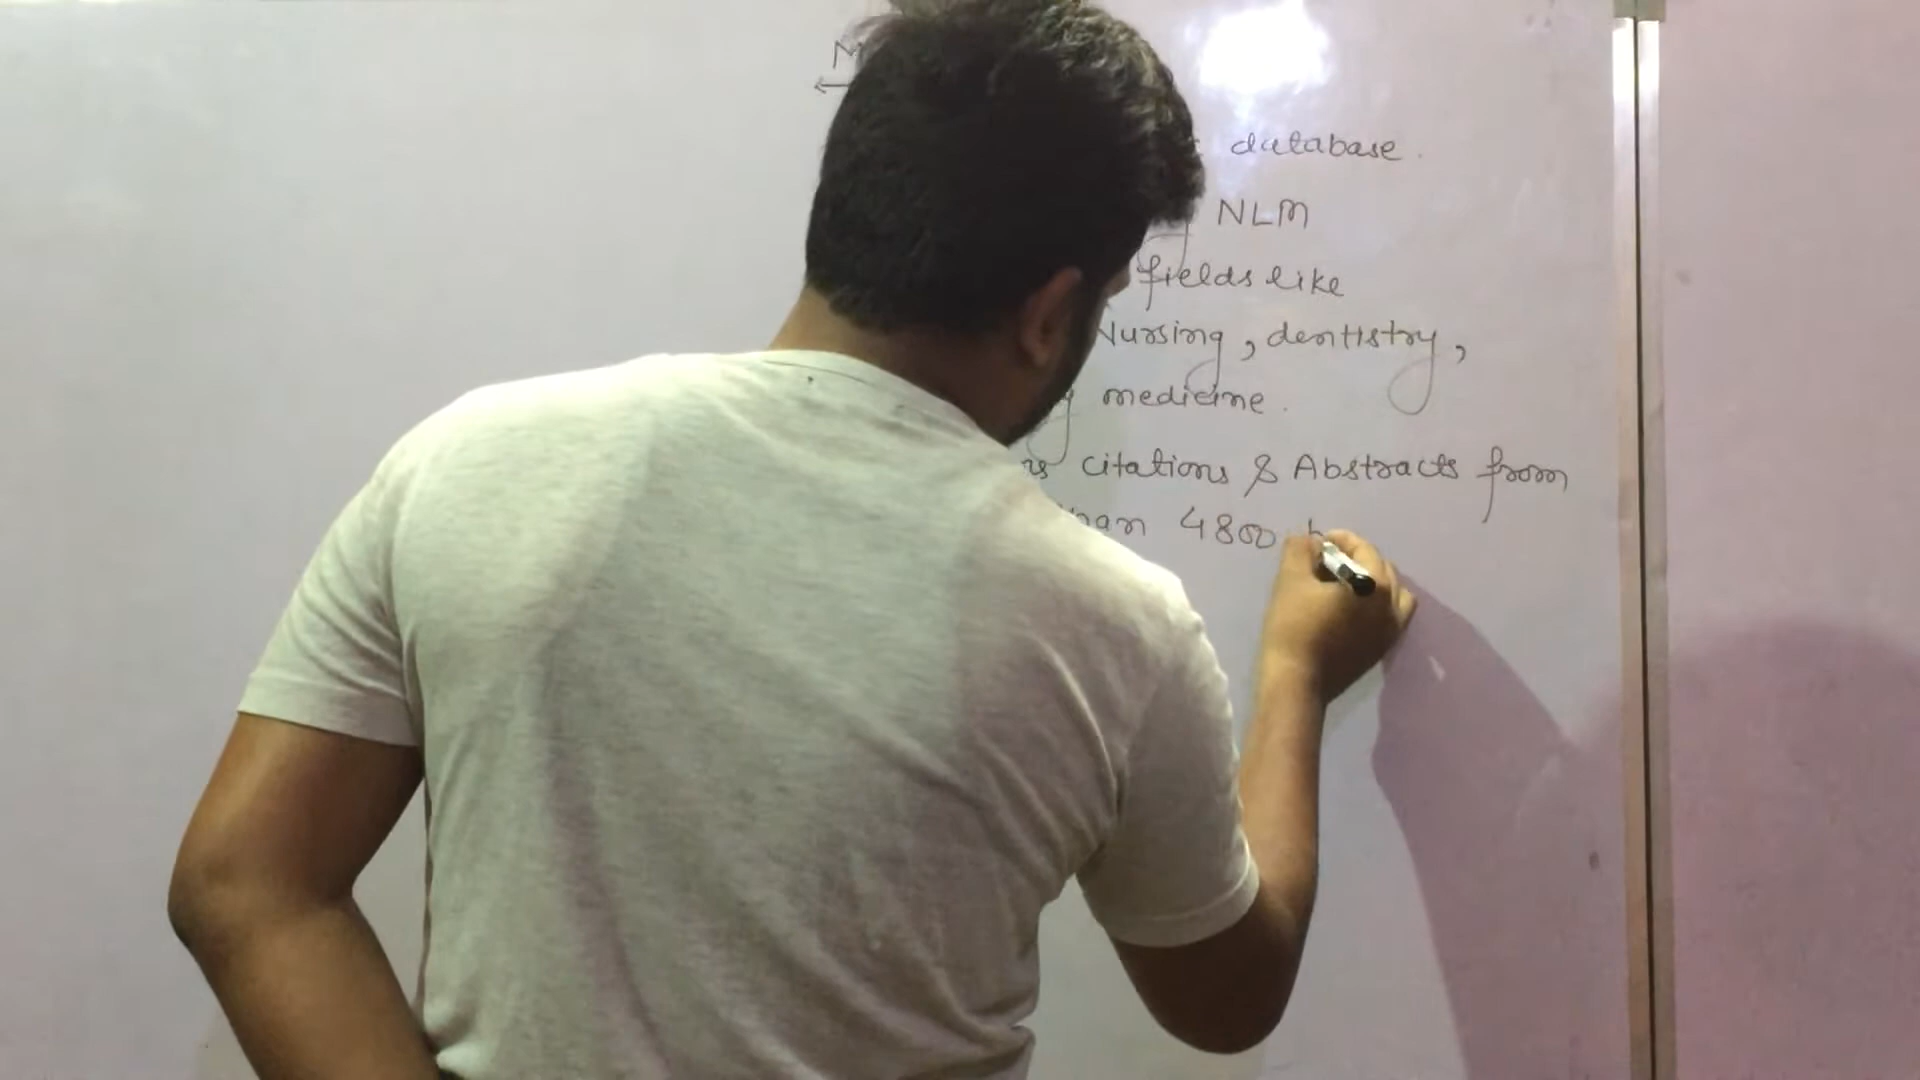 database.
NLM
fields like
Nursing, dentistry,
medicine.
citations & Abstracts from
4800